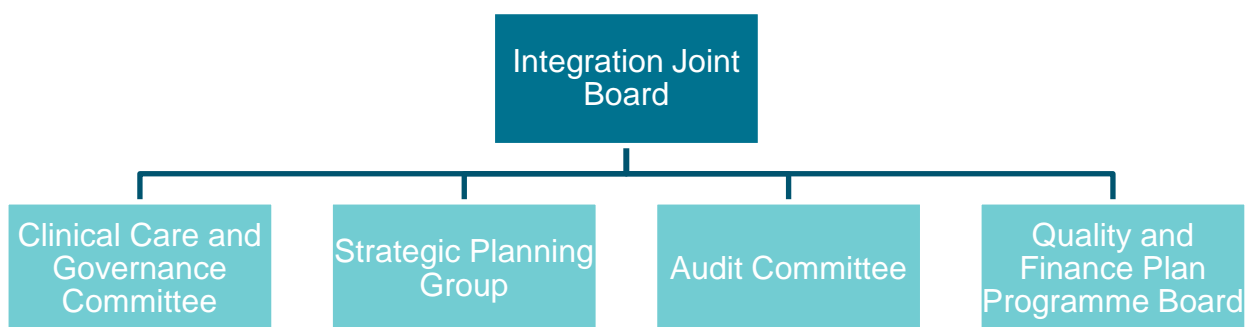 Integration Joint
Board
Clinical Care and
Governance
Committee
Strategic Planning
Group
Audit Committee
Quality and
Finance Plan
Programme Board